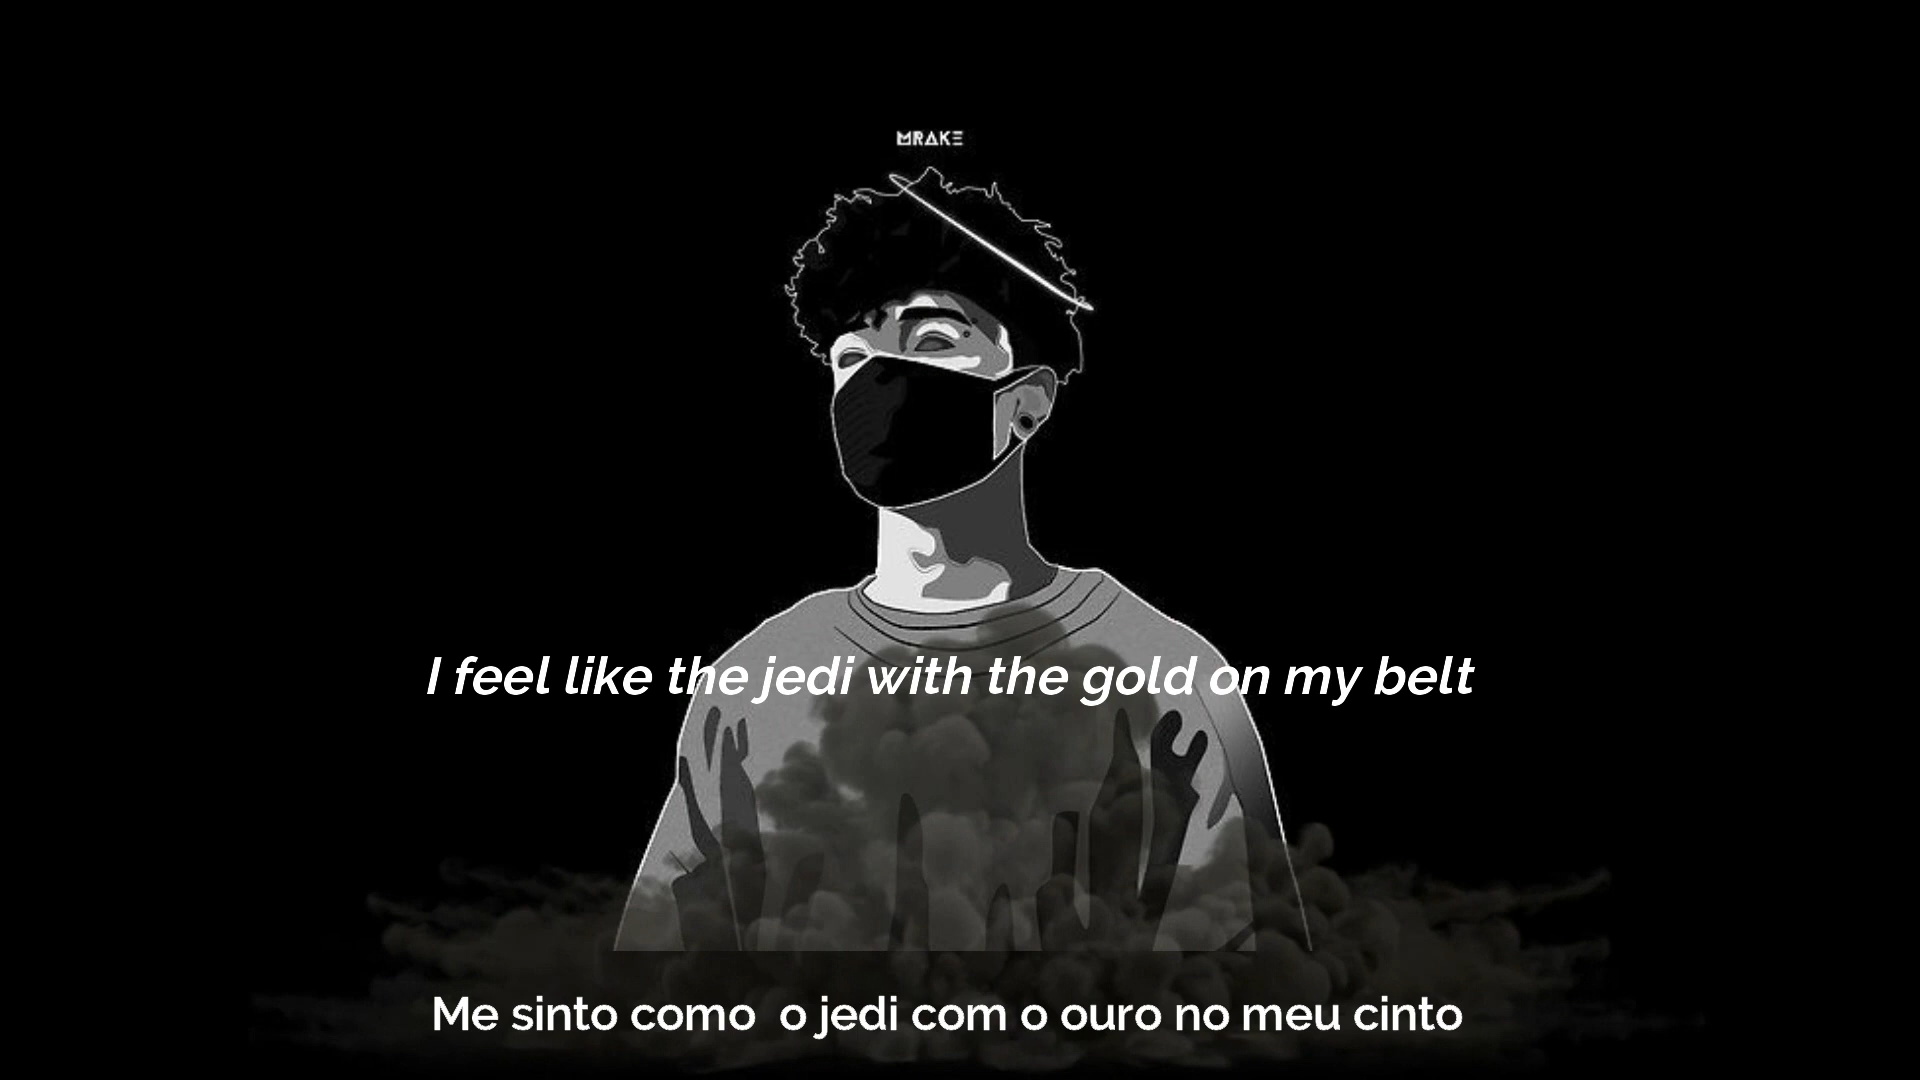 MRAKE
I feel like the jedi with the gold on my belt
Me sinto como  o jedi com o ouro no meu cinto